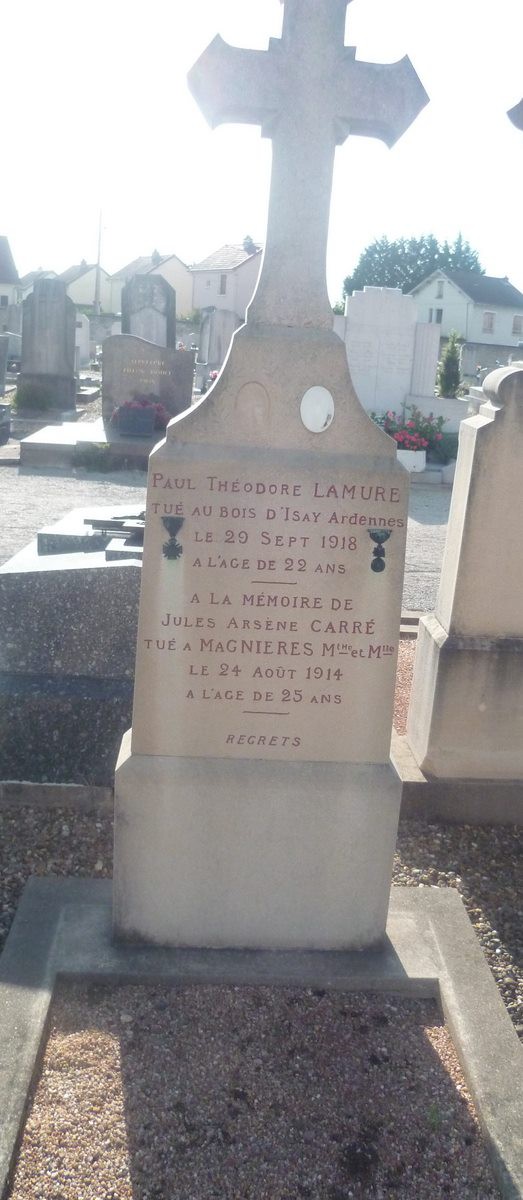 PAUL THÉODORE LAMURE
TUÉ AU BOIS D'ISAY ARDENNES
LE 29 SEPT 1918
A L'AGE DE 22 ANS
A LA MÉMOIRE DE
JULES ARSÈNE CARRÉ
TUÉ A MAGNIERES Mthe et Mlle
LE 24 AOÛT 1914
A L'AGE DE 25 ANS
REGRETS